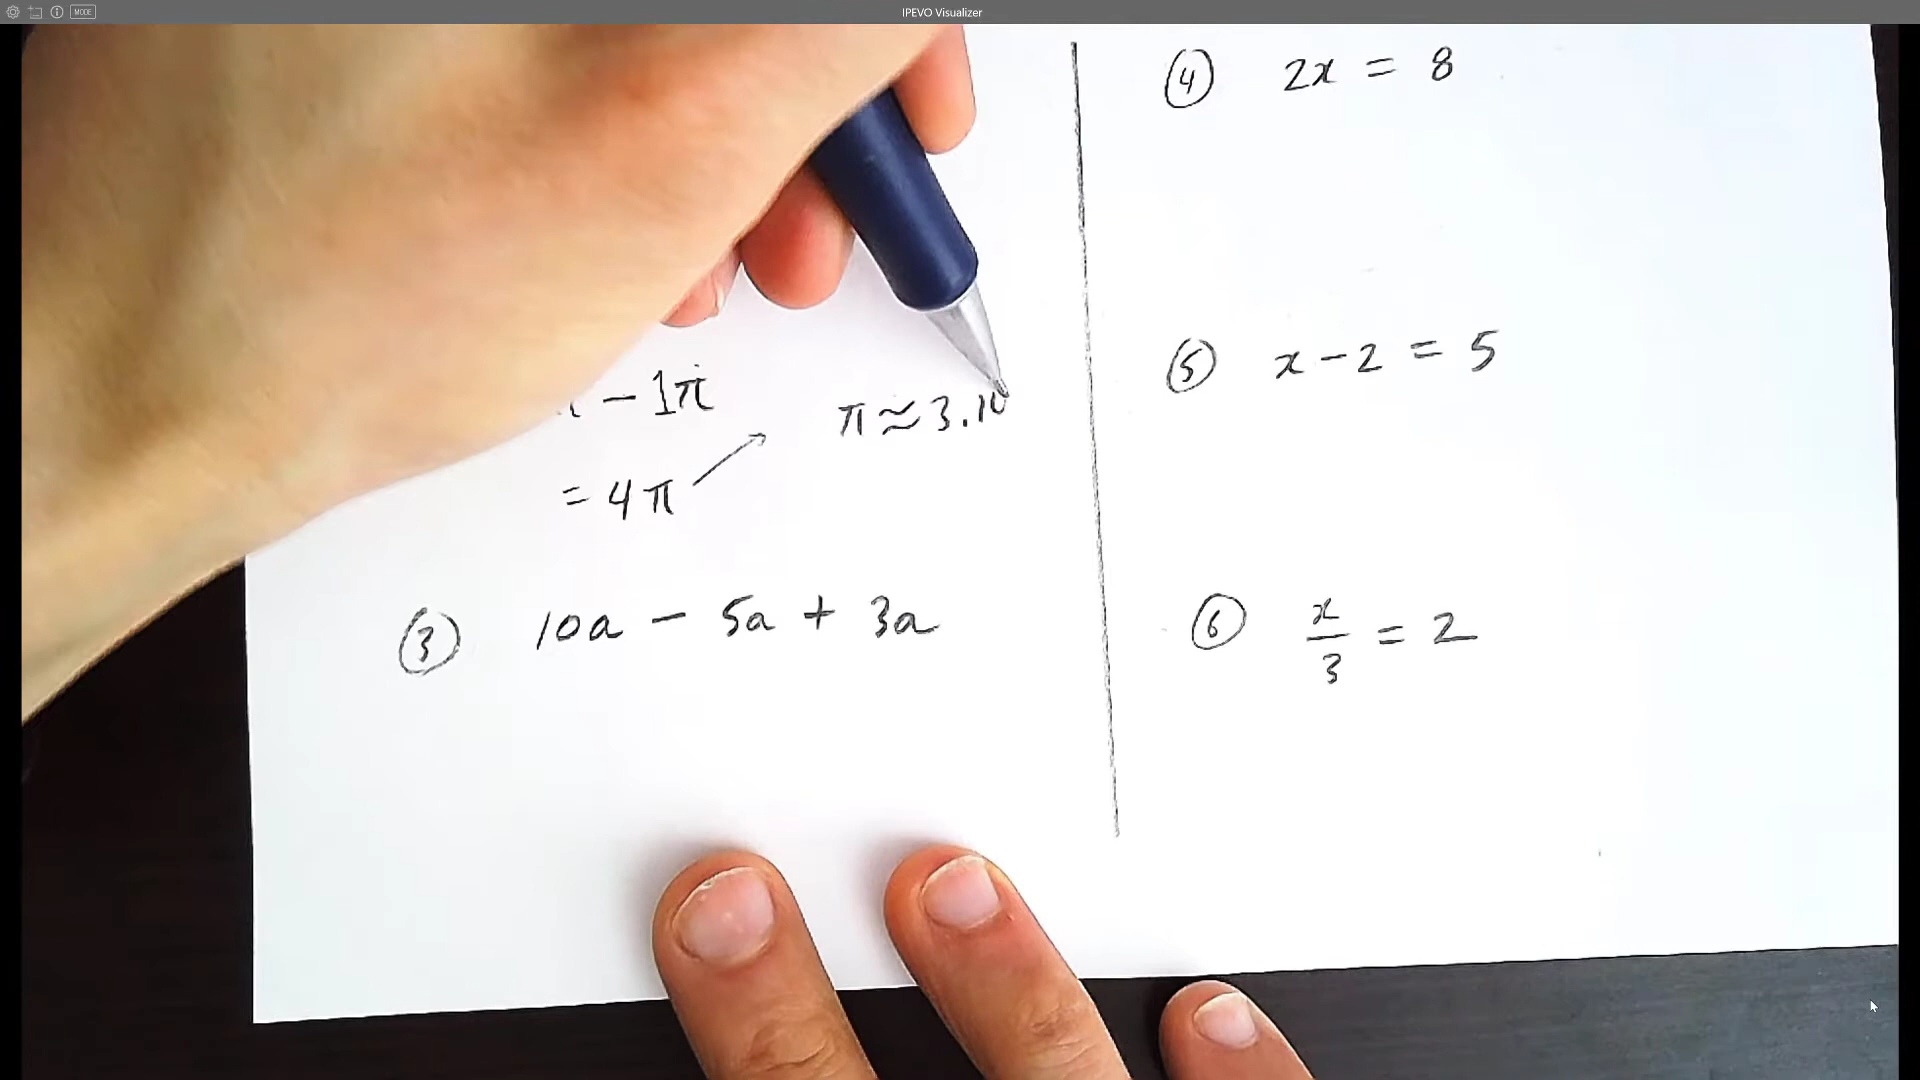 MODE
IPEVO Visualizer
- 1π
= 4π
π ≈ 3.1
③ 10a - 5a + 3a
④ 2x = 8
⑤ x - 2 = 5
⑥ x/3 = 2